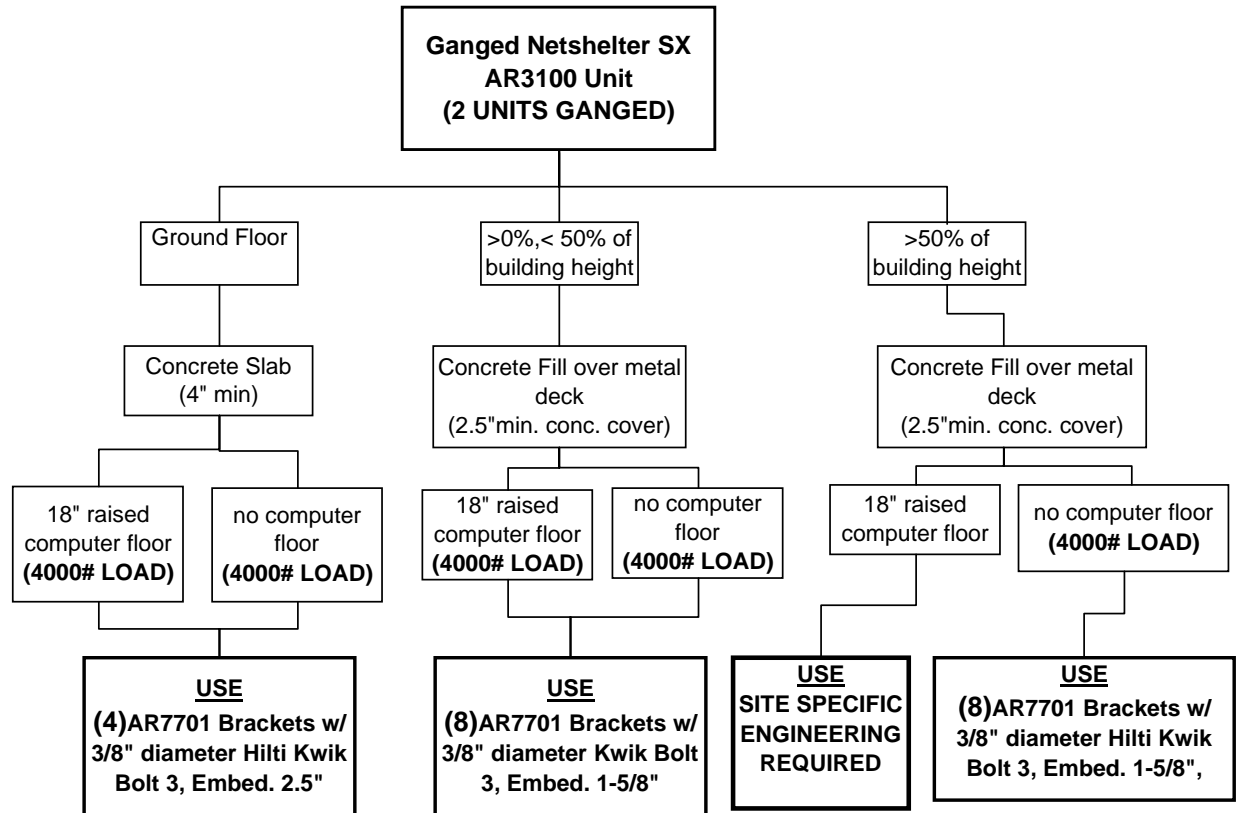 Ganged Netshelter SX
AR3100 Unit
(2 UNITS GANGED)
Ground Floor
>0%,< 50% of
building height
>50% of
building height
Concrete Slab
(4" min)
Concrete Fill over metal
deck
(2.5"min. conc. cover)
Concrete Fill over metal
deck
(2.5"min. conc. cover)
18" raised
computer floor
(4000# LOAD)
no computer
floor
(4000# LOAD)
18" raised
computer floor
(4000# LOAD)
no computer
floor
(4000# LOAD)
18" raised
computer floor
no computer floor
(4000# LOAD)
USE
(4)AR7701 Brackets w/
3/8" diameter Hilti Kwik
Bolt 3, Embed. 2.5"
USE
(8)AR7701 Brackets w/
3/8" diameter Kwik Bolt
3, Embed. 1-5/8"
USE
SITE SPECIFIC
ENGINEERING
REQUIRED
USE
(8)AR7701 Brackets w/
3/8" diameter Hilti Kwik
Bolt 3, Embed. 1-5/8",